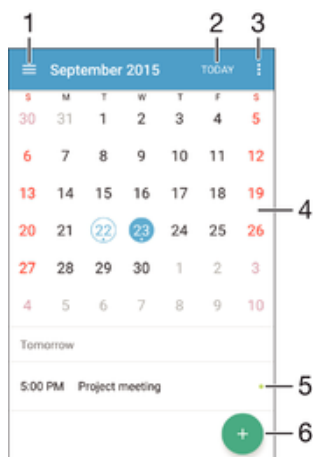 1 2 3
September 2015 TODAY
S M T W T F S
30 31 1 2 3 4 5
6 7 8 9 10 11 12
13 14 15 16 17 18 19
4
20 21 22 23 24 25 26
27 28 29 30 1 2 3
4 5 6 7 8 9 10
Tomorrow
5:00 PM Project meeting 5
+ 6